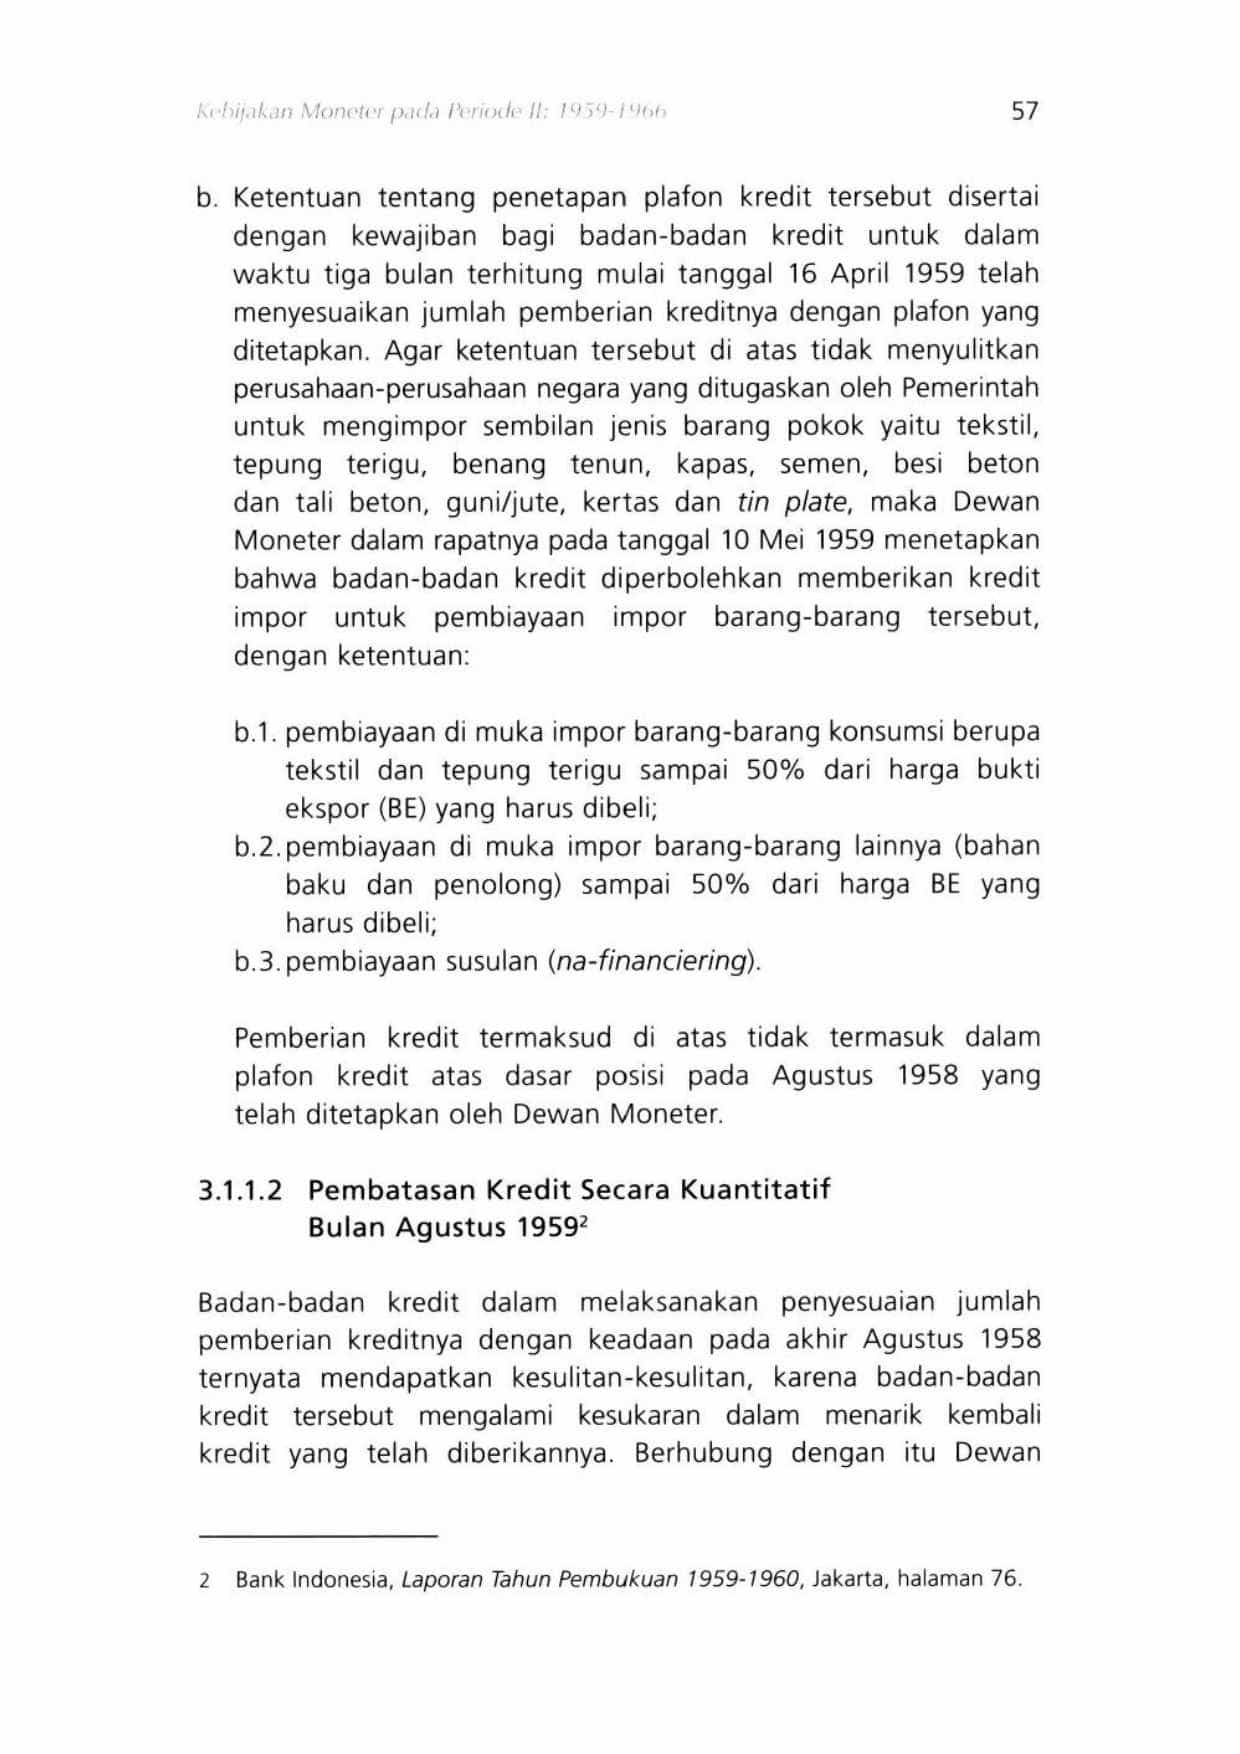 Kebijakan Moneter pada Periode II: 1959-1966 57
b. Ketentuan tentang penetapan plafon kredit tersebut disertai
dengan kewajiban bagi badan-badan kredit untuk dalam
waktu tiga bulan terhitung mulai tanggal 16 April 1959 telah
menyesuaikan jumlah pemberian kreditnya dengan plafon yang
ditetapkan. Agar ketentuan tersebut di atas tidak menyulitkan
perusahaan-perusahaan negara yang ditugaskan oleh Pemerintah
untuk mengimpor sembilan jenis barang pokok yaitu tekstil,
tepung terigu, benang tenun, kapas, semen, besi beton
dan tali beton, guni/jute, kertas dan tin plate, maka Dewan
Moneter dalam rapatnya pada tanggal 10 Mei 1959 menetapkan
bahwa badan-badan kredit diperbolehkan memberikan kredit
impor untuk pembiayaan impor barang-barang tersebut,
dengan ketentuan:
b.1. pembiayaan di muka impor barang-barang konsumsi berupa
tekstil dan tepung terigu sampai 50% dari harga bukti
ekspor (BE) yang harus dibeli;
b.2. pembiayaan di muka impor barang-barang lainnya (bahan
baku dan penolong) sampai 50% dari harga BE yang
harus dibeli;
b.3. pembiayaan susulan (na-financiering).
Pemberian kredit termaksud di atas tidak termasuk dalam
plafon kredit atas dasar posisi pada Agustus 1958 yang
telah ditetapkan oleh Dewan Moneter.
3.1.1.2 Pembatasan Kredit Secara Kuantitatif
Bulan Agustus 1959²
Badan-badan kredit dalam melaksanakan penyesuaian jumlah
pemberian kreditnya dengan keadaan pada akhir Agustus 1958
ternyata mendapatkan kesulitan-kesulitan, karena badan-badan
kredit tersebut mengalami kesukaran dalam menarik kembali
kredit yang telah diberikannya. Berhubung dengan itu Dewan
2 Bank Indonesia, Laporan Tahun Pembukuan 1959-1960, Jakarta, halaman 76.